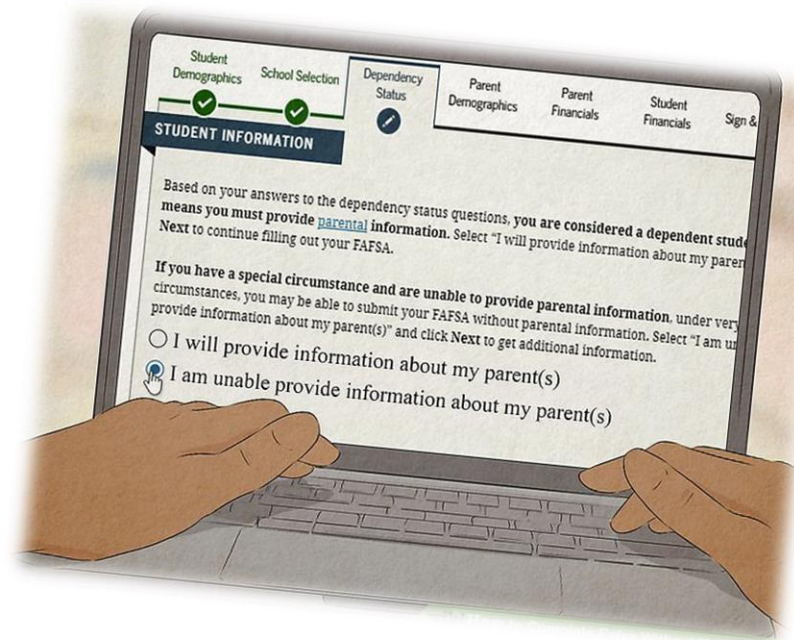 Student
Demographics
School Selection
Dependency
Status
Parent
Demographics
Parent
Financials
Student
Financials
Sign &
STUDENT INFORMATION
Based on your answers to the dependency status questions, you are considered a dependent stude
means you must provide parental information. Select "I will provide information about my paren
Next to continue filling out your FAFSA.
If you have a special circumstance and are unable to provide parental information, under very
circumstances, you may be able to submit your FAFSA without parental information. Select "I am un
provide information about my parent(s)" and click Next to get additional information.
I will provide information about my parent(s)
I am unable provide information about my parent(s)